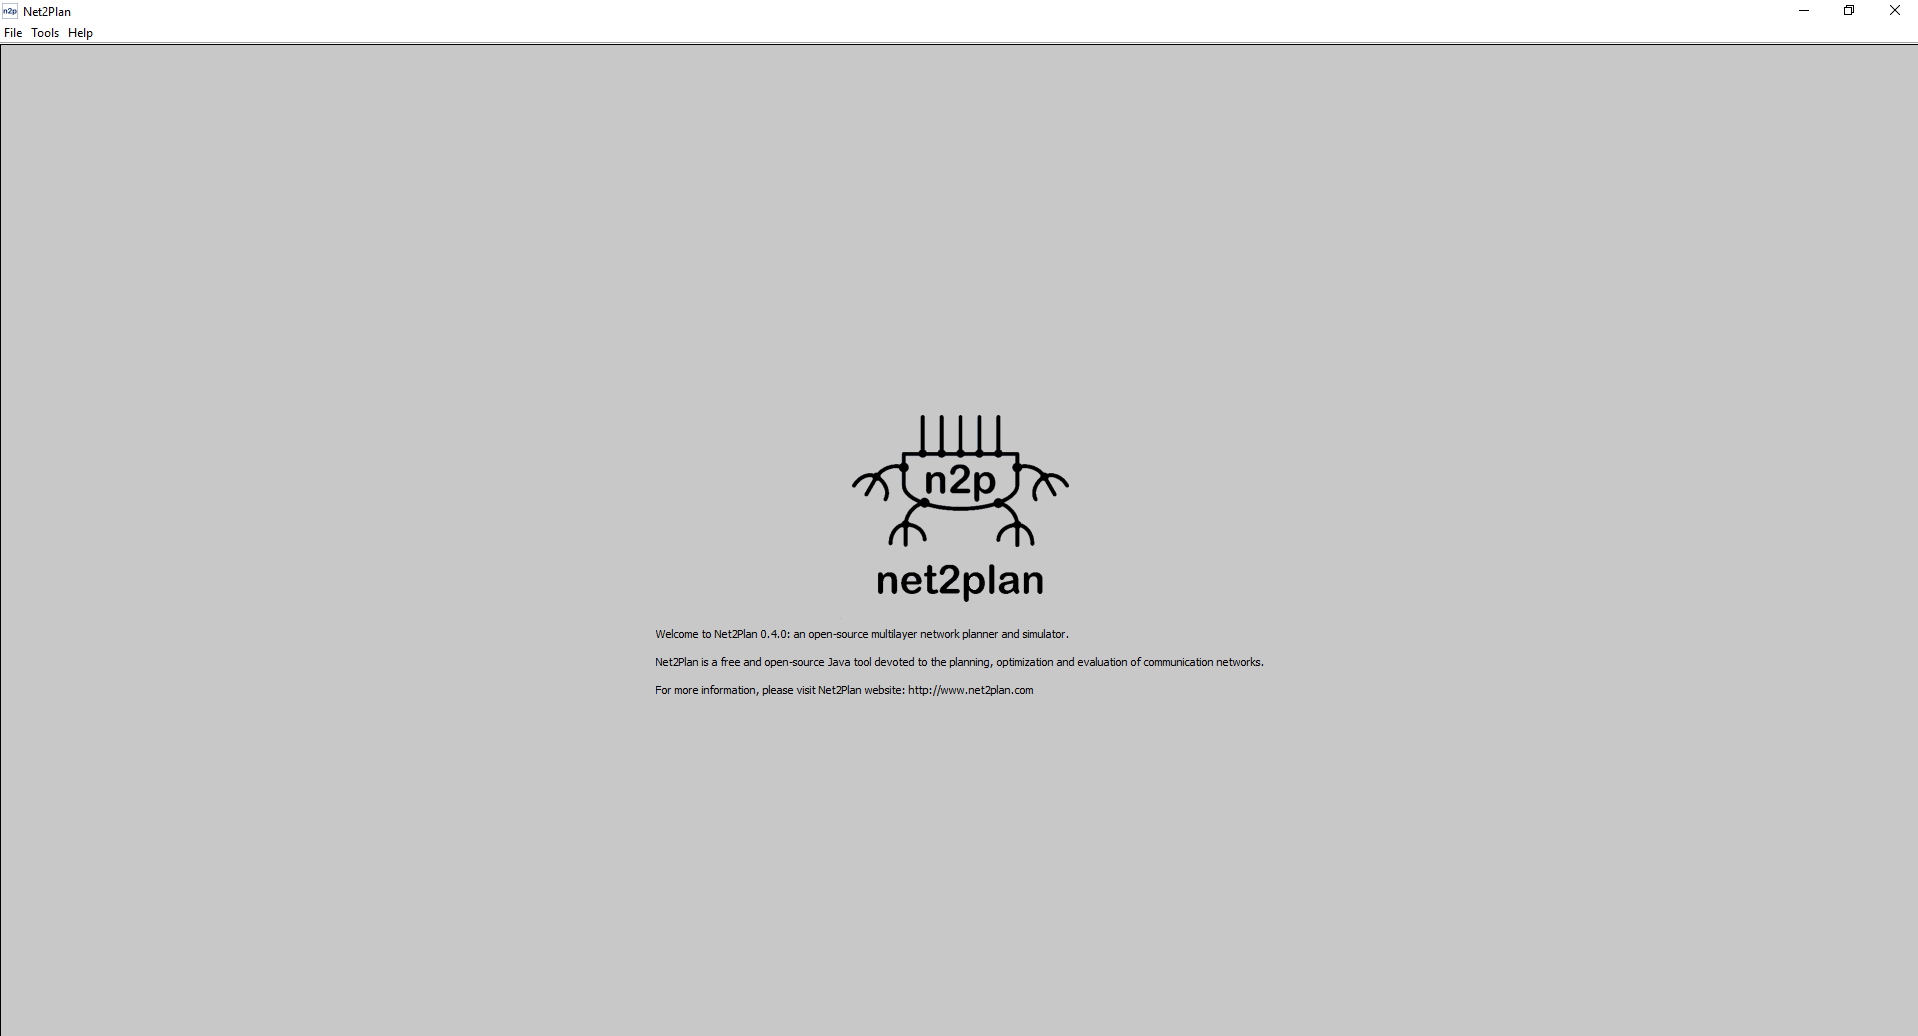 n2p Net2Plan
File Tools Help
n2p
net2plan
Welcome to Net2Plan 0.4.0: an open-source multilayer network planner and simulator.
Net2Plan is a free and open-source Java tool devoted to the planning, optimization and evaluation of communication networks.
For more information, please visit Net2Plan website: http://www.net2plan.com